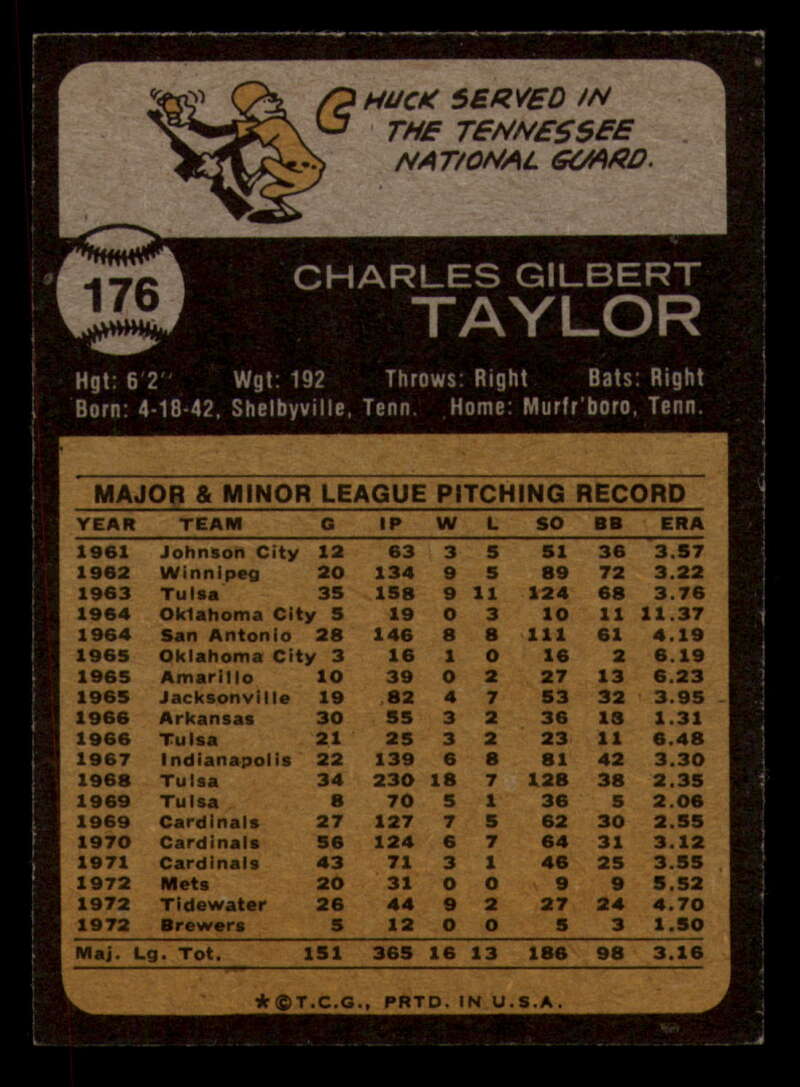 CHUCK SERVED IN
THE TENNESSEE
NATIONAL GUARD.
176
CHARLES GILBERT
TAYLOR
Hgt: 6'2" Wgt: 192 Throws: Right Bats: Right
Born: 4-18-42, Shelbyville, Tenn. Home: Murfr'boro, Tenn.
MAJOR & MINOR LEAGUE PITCHING RECORD
YEAR TEAM G IP W L SO BB ERA
1961 Johnson City 12 63 3 5 51 36 3.57
1962 Winnipeg 20 134 9 5 89 72 3.22
1963 Tulsa 35 158 9 11 124 68 3.76
1964 Oklahoma City 5 19 0 3 10 11 11.37
1964 San Antonio 28 146 8 8 111 61 4.19
1965 Oklahoma City 3 16 1 0 16 2 6.19
1965 Amarillo 10 39 0 2 27 13 6.23
1965 Jacksonville 19 82 4 7 53 32 3.95
1966 Arkansas 30 55 3 2 36 18 1.31
1966 Tulsa 21 25 3 2 23 11 6.48
1967 Indianapolis 22 139 6 8 81 42 3.30
1968 Tulsa 34 230 18 7 128 38 2.35
1969 Tulsa 8 70 5 1 36 5 2.06
1969 Cardinals 27 127 7 5 62 30 2.55
1970 Cardinals 56 124 6 7 64 31 3.12
1971 Cardinals 43 71 3 1 46 25 3.55
1972 Mets 20 31 0 0 9 9 5.52
1972 Tidewater 26 44 9 2 27 24 4.70
1972 Brewers 5 12 0 0 5 3 1.50
Maj. Lg. Tot. 151 365 16 13 186 98 3.16
*©T.C.G., PRTD. IN U.S.A.